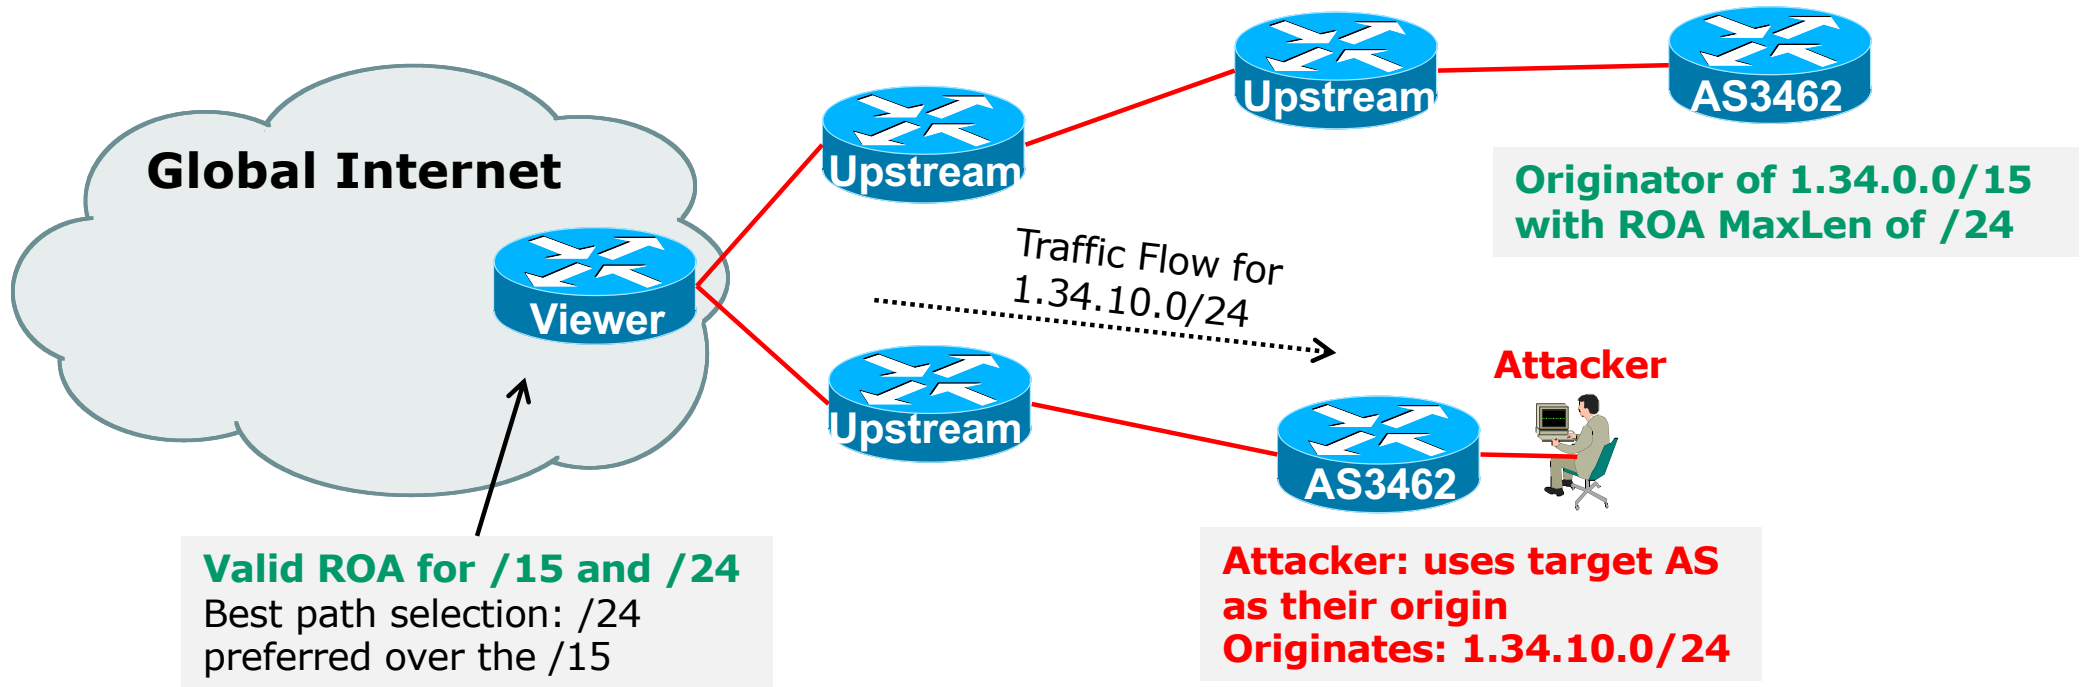 Global Internet
Viewer
Upstream
Upstream
AS3462
Originator of 1.34.0.0/15
with ROA MaxLen of /24
Traffic Flow for
1.34.10.0/24
Upstream
AS3462
Attacker
Valid ROA for /15 and /24
Best path selection: /24
preferred over the /15
Attacker: uses target AS
as their origin
Originates: 1.34.10.0/24